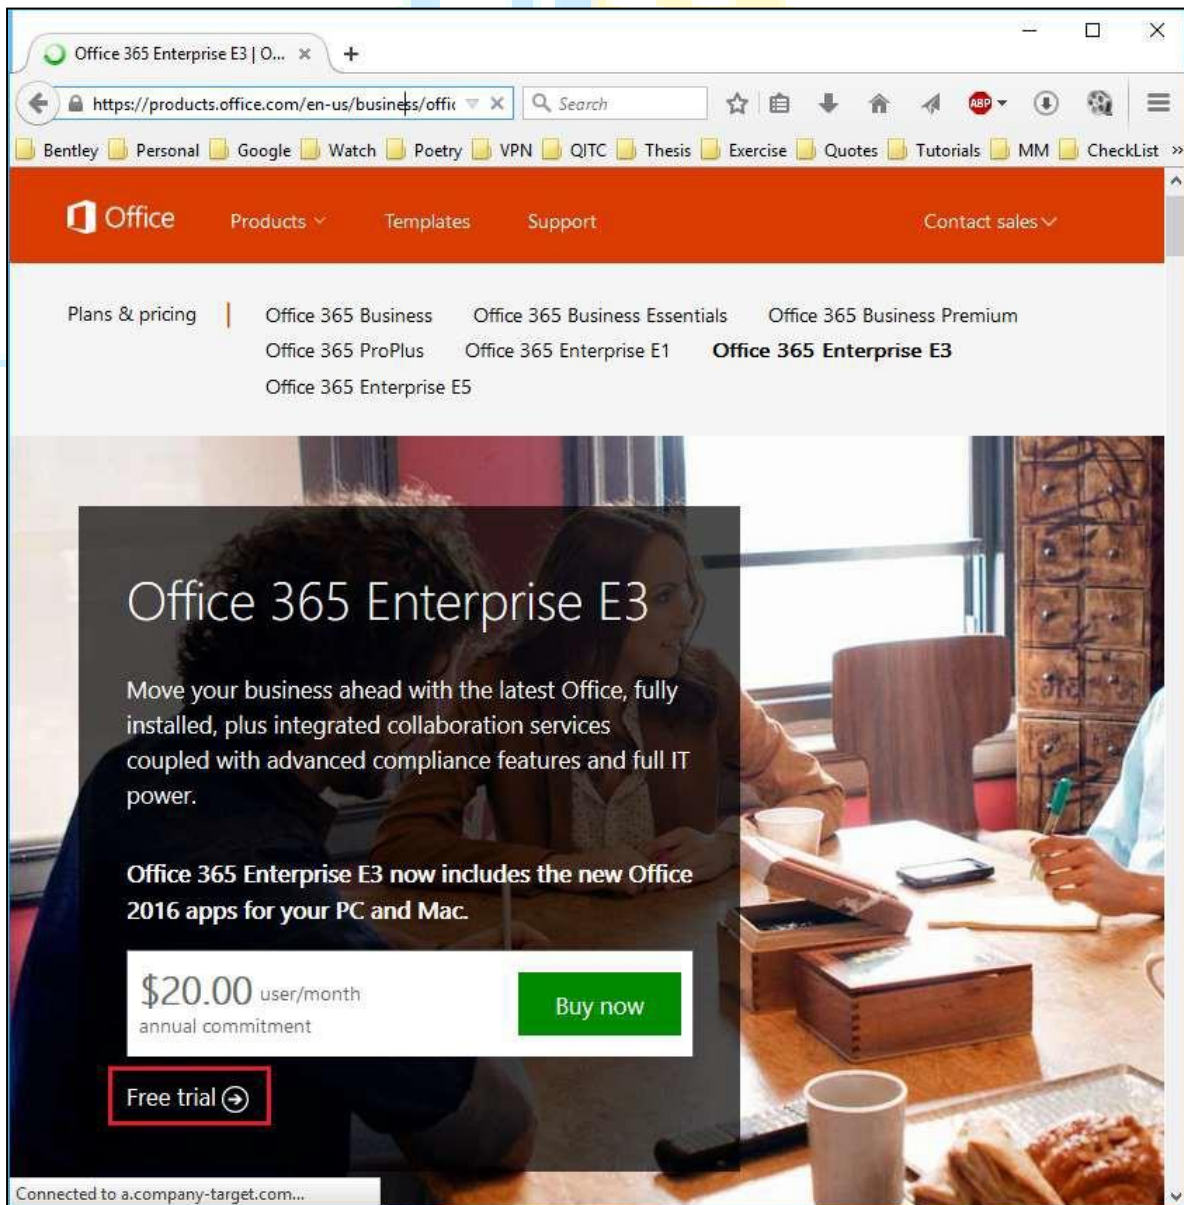 Office 365 Enterprise E3 | O...
https://products.office.com/en-us/business/offic
Search
ABP
Bentley Personal Google Watch Poetry VPN QITC Thesis Exercise Quotes Tutorials MM CheckList »
Office Products Templates Support Contact sales
Plans & pricing Office 365 Business Office 365 Business Essentials Office 365 Business Premium
Office 365 ProPlus Office 365 Enterprise E1 Office 365 Enterprise E3
Office 365 Enterprise E5
Office 365 Enterprise E3
Move your business ahead with the latest Office, fully
installed, plus integrated collaboration services
coupled with advanced compliance features and full IT
power.
Office 365 Enterprise E3 now includes the new Office
2016 apps for your PC and Mac.
$20.00 user/month
annual commitment
Buy now
Free trial
Connected to a.company-target.com...